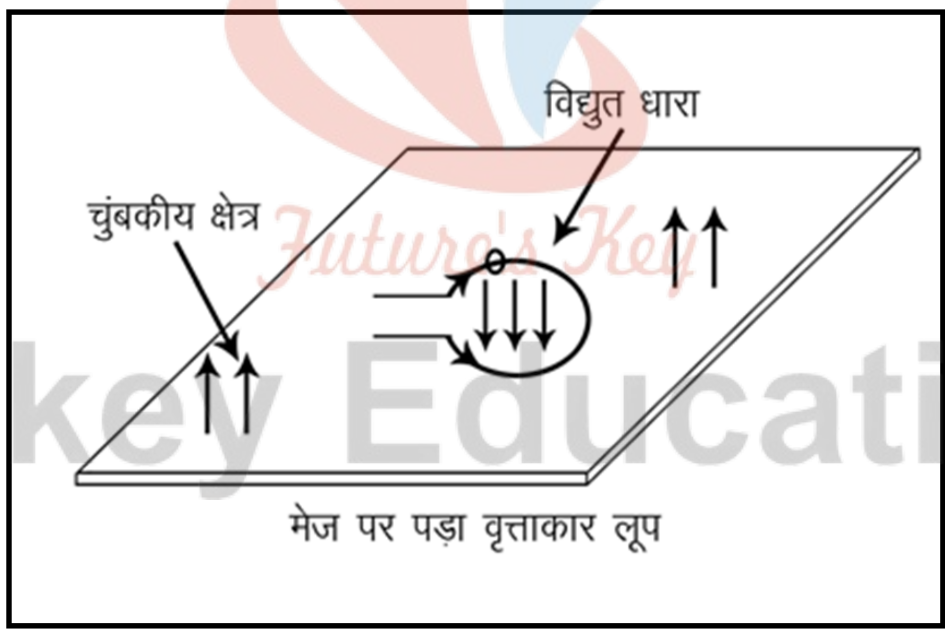 विद्युत धारा
चुंबकीय क्षेत्र
Future's Key
key Educati
मेज पर पड़ा वृत्ताकार लूप